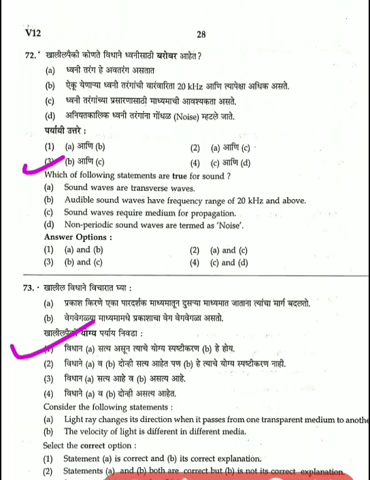 V12 28
72. खालीलपैकी कोणते विधाने ध्वनीसाठी बरोबर आहेत ?
(a) ध्वनी तरंग हे अवतरंग असतात
(b) ऐकू येणाऱ्या ध्वनी तरंगांची वारंवारिता 20 kHz आणि त्यापेक्षा अधिक असते.
(c) ध्वनी तरंगांच्या प्रसारणासाठी माध्यमाची आवश्यकता असते.
(d) अनियतकालिक ध्वनी तरंगांना गोंधळ (Noise) म्हटले जाते.
पर्यायी उत्तरे :
(1) (a) आणि (b) (2) (a) आणि (c)
(3) (b) आणि (c) (4) (c) आणि (d)
Which of following statements are true for sound ?
(a) Sound waves are transverse waves.
(b) Audible sound waves have frequency range of 20 kHz and above.
(c) Sound waves require medium for propagation.
(d) Non-periodic sound waves are termed as 'Noise'.
Answer Options :
(1) (a) and (b) (2) (a) and (c)
(3) (b) and (c) (4) (c) and (d)
73. खालील विधाने विचारात घ्या :
(a) प्रकाश किरणे एका पारदर्शक माध्यमातून दुसऱ्या माध्यमात जाताना त्यांचा मार्ग बदलतो.
(b) वेगवेगळ्या माध्यमामधे प्रकाशाचा वेग वेगवेगळा असतो.
खालीलपैकी योग्य पर्याय निवडा :
(1) विधान (a) सत्य असून त्याचे योग्य स्पष्टीकरण (b) हे होय.
(2) विधान (a) व (b) दोन्ही सत्य आहेत पण (b) हे त्याचे योग्य स्पष्टीकरण नाही.
(3) विधान (a) सत्य आहे व (b) असत्य आहे.
(4) विधान (a) व (b) दोन्ही असत्य आहेत.
Consider the following statements :
(a) Light ray changes its direction when it passes from one transparent medium to anothe
(b) The velocity of light is different in different media.
Select the correct option :
(1) Statement (a) is correct and (b) its correct explanation.
(2) Statements (a) and (b) both are correct but (b) is not its correct explanation.